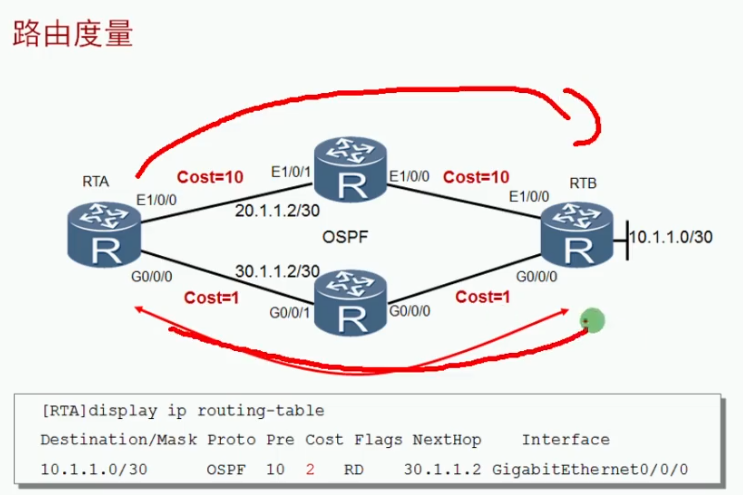 路由度量
RTA
E1/0/0
Cost=10
E1/0/1
R
E1/0/0
Cost=10
E1/0/0
RTB
20.1.1.2/30
R
OSPF
R
10.1.1.0/30
30.1.1.2/30
G0/0/0
Cost=1
G0/0/1
R
G0/0/0
Cost=1
G0/0/0
[RTA]display ip routing-table
Destination/Mask Proto Pre Cost Flags NextHop Interface
10.1.1.0/30 OSPF 10 2 RD 30.1.1.2 GigabitEthernet0/0/0